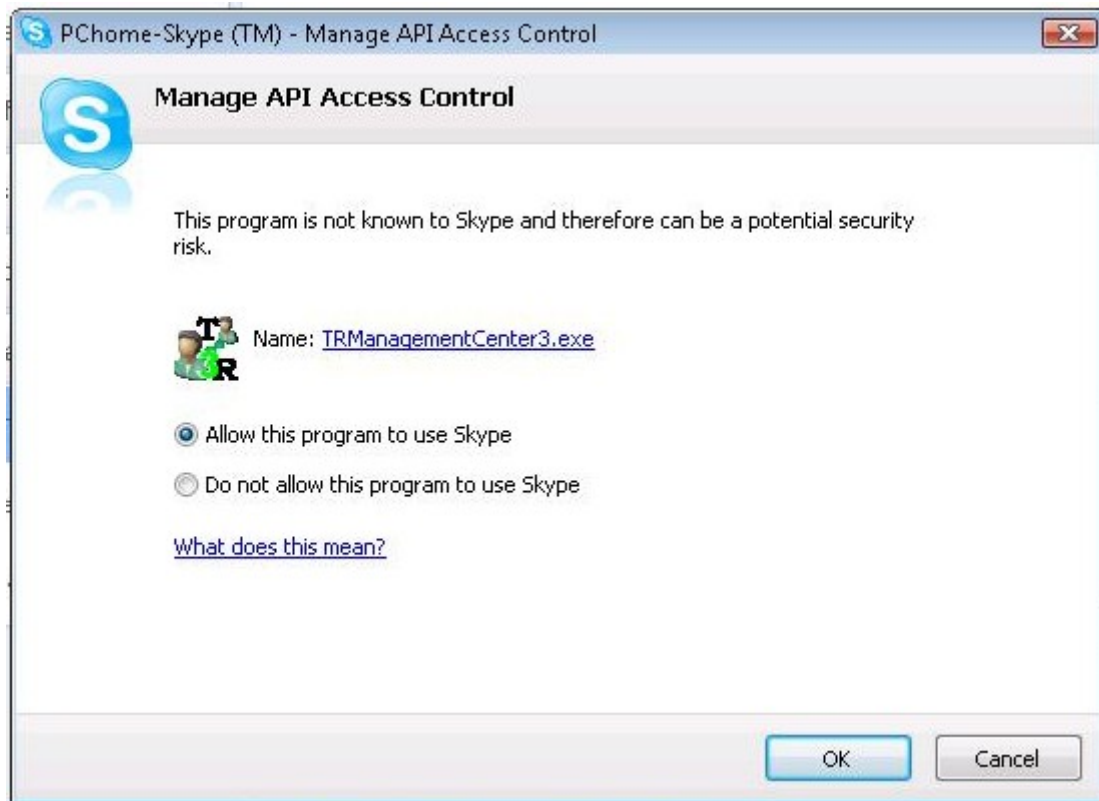 PChome-Skype (TM) - Manage API Access Control
Manage API Access Control
This program is not known to Skype and therefore can be a potential security
risk.
Name: TRManagementCenter3.exe
Allow this program to use Skype
Do not allow this program to use Skype
What does this mean?
OK
Cancel